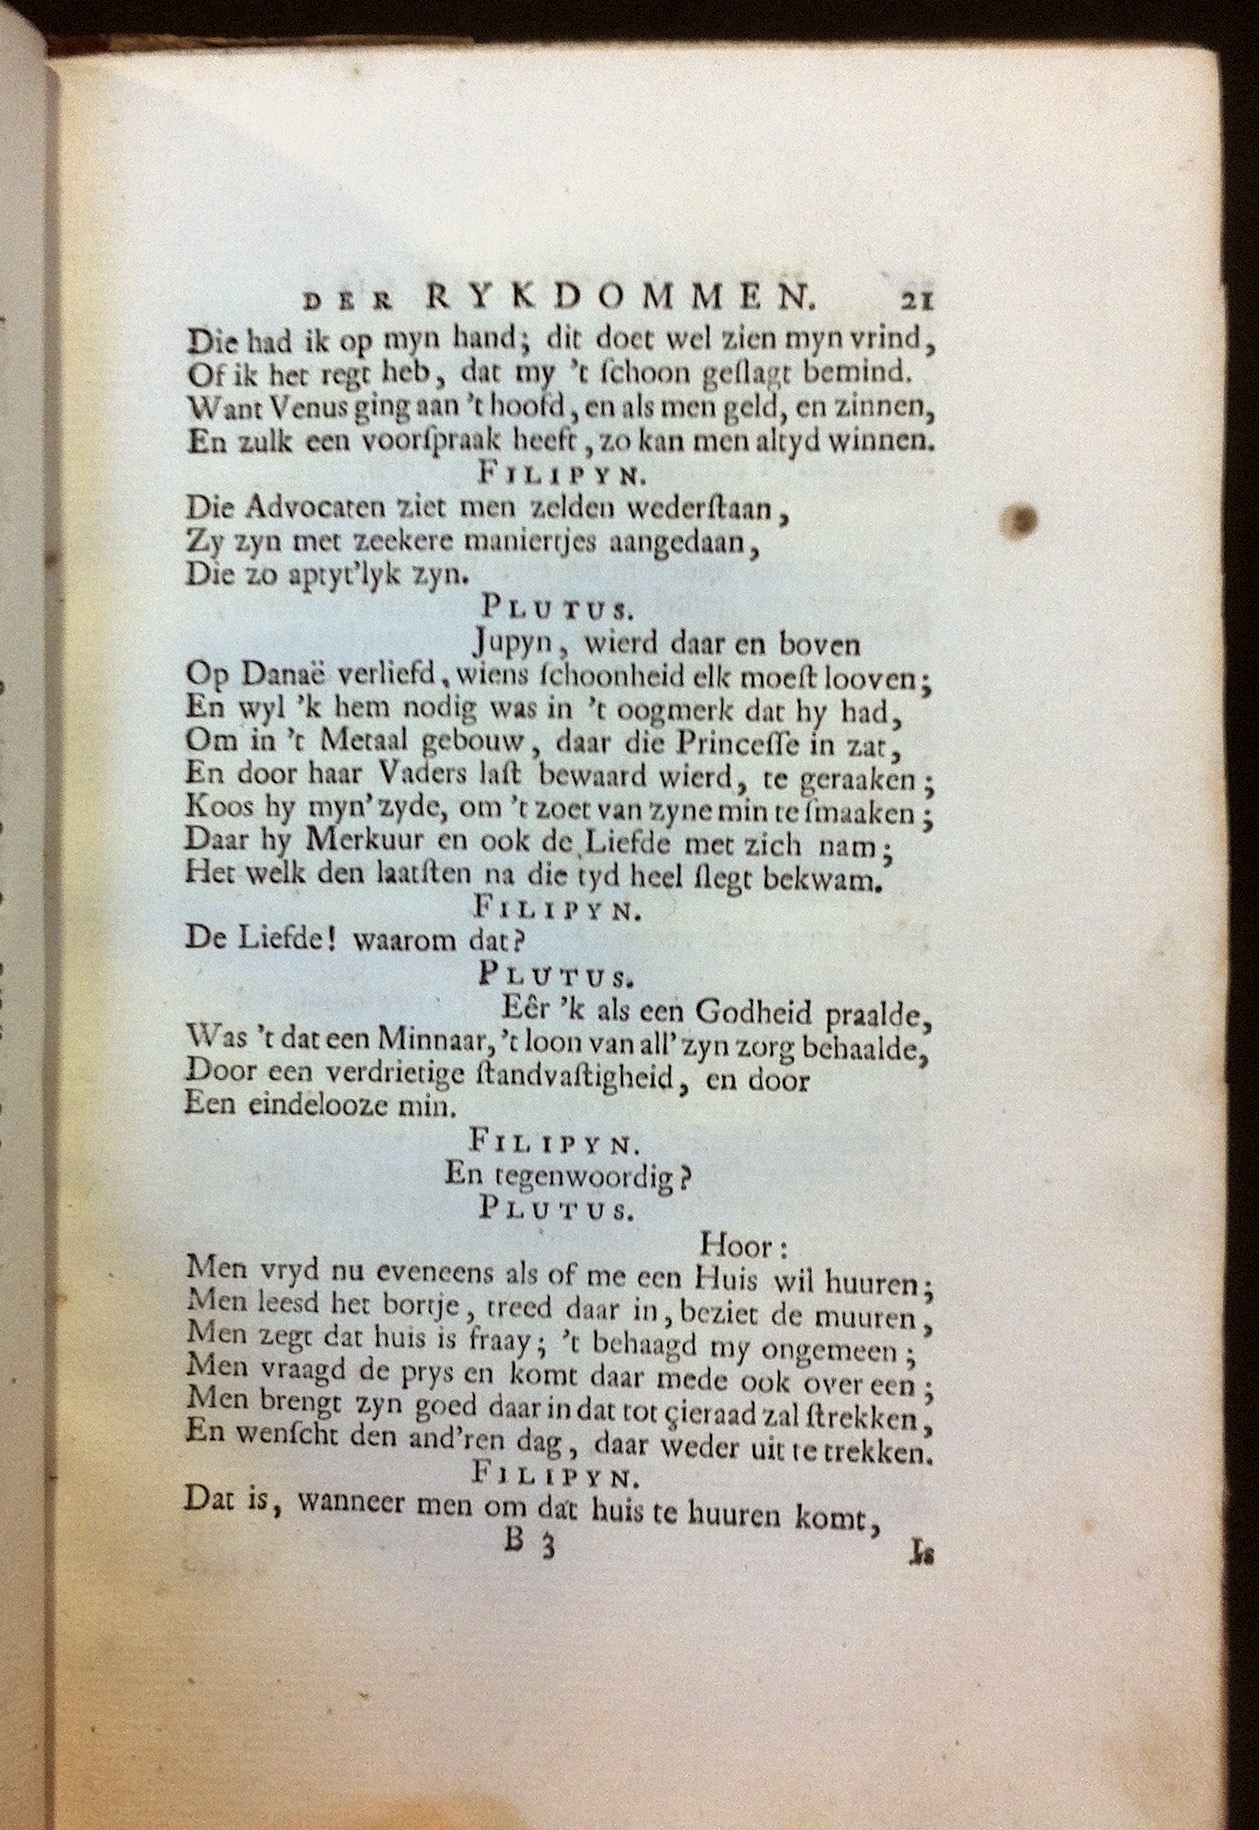 DER RYKDOMMEN. 21
Die had ik op myn hand; dit doet wel zien myn vrind,
Of ik het regt heb, dat my 't ſchoon geſlagt bemind.
Want Venus ging aan 't hoofd, en als men geld, en zinnen,
En zulk een voorſpraak heeft, zo kan men altyd winnen.
FILIPYN.
Die Advocaten ziet men zelden wederſtaan,
Zy zyn met zeekere maniertjes aangedaan,
Die zo aptyt'lyk zyn.
PLUTUS.
Jupyn, wierd daar en boven
Op Danaë verliefd, wiens ſchoonheid elk moeſt looven;
En wyl 'k hem nodig was in 't oogmerk dat hy had,
Om in 't Metaal gebouw, daar die Princeſſe in zat,
En door haar Vaders laſt bewaard wierd, te geraaken;
Koos hy myn' zyde, om 't zoet van zyne min te ſmaaken;
Daar hy Merkuur en ook de Liefde met zich nam;
Het welk den laatſten na die tyd heel ſlegt bekwam.
FILIPYN.
De Liefde! waarom dat?
PLUTUS.
Eêr 'k als een Godheid praalde,
Was 't dat een Minnaar, 't loon van all' zyn zorg behaalde,
Door een verdrietige ſtandvaſtigheid, en door
Een eindelooze min.
FILIPYN.
En tegenwoordig?
PLUTUS.
Hoor:
Men vryd nu eveneens als of me een Huis wil huuren;
Men leesd het bortje, treed daar in, beziet de muuren,
Men zegt dat huis is fraay; 't behaagd my ongemeen;
Men vraagd de prys en komt daar mede ook over een;
Men brengt zyn goed daar in dat tot çieraad zal ſtrekken,
En wenſcht den and'ren dag, daar weder uit te trekken.
FILIPYN.
Dat is, wanneer men om dat huis te huuren komt,
B 3 Is